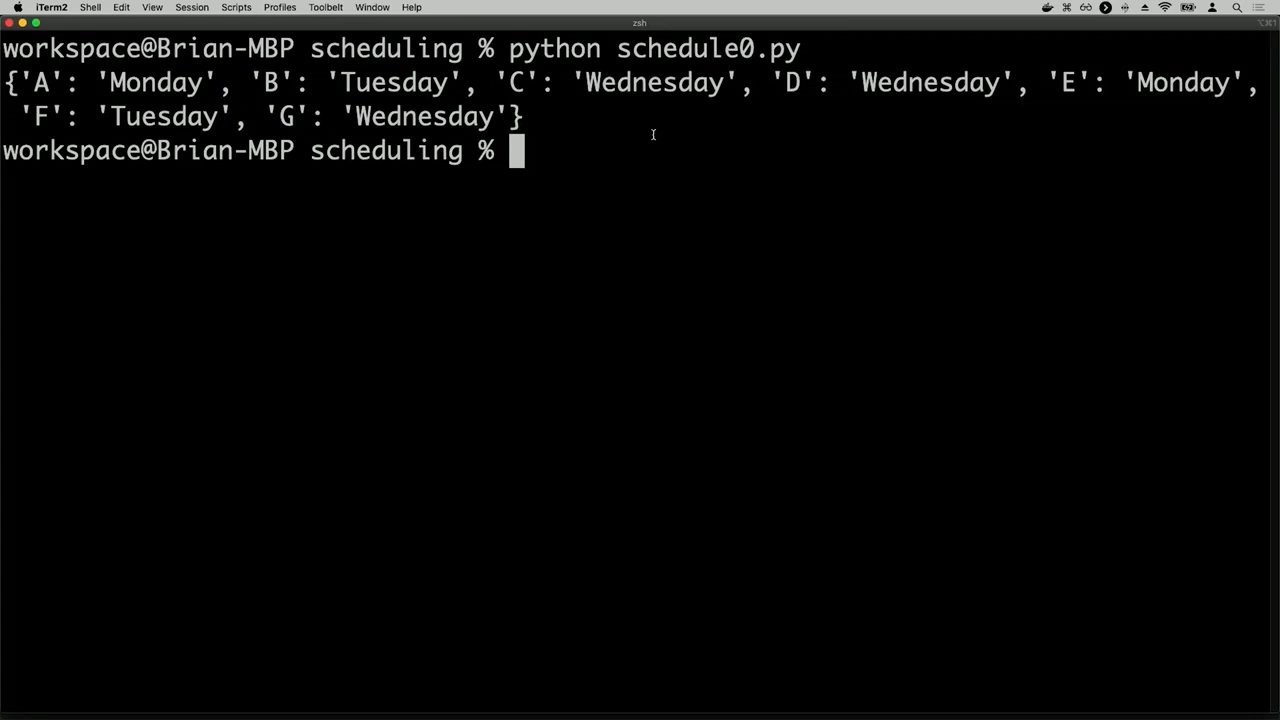 iTerm2 Shell Edit View Session Scripts Profiles Toolbelt Window Help
zsh
workspace@Brian-MBP scheduling % python schedule0.py
{'A': 'Monday', 'B': 'Tuesday', 'C': 'Wednesday', 'D': 'Wednesday', 'E': 'Monday',
'F': 'Tuesday', 'G': 'Wednesday'}
workspace@Brian-MBP scheduling %